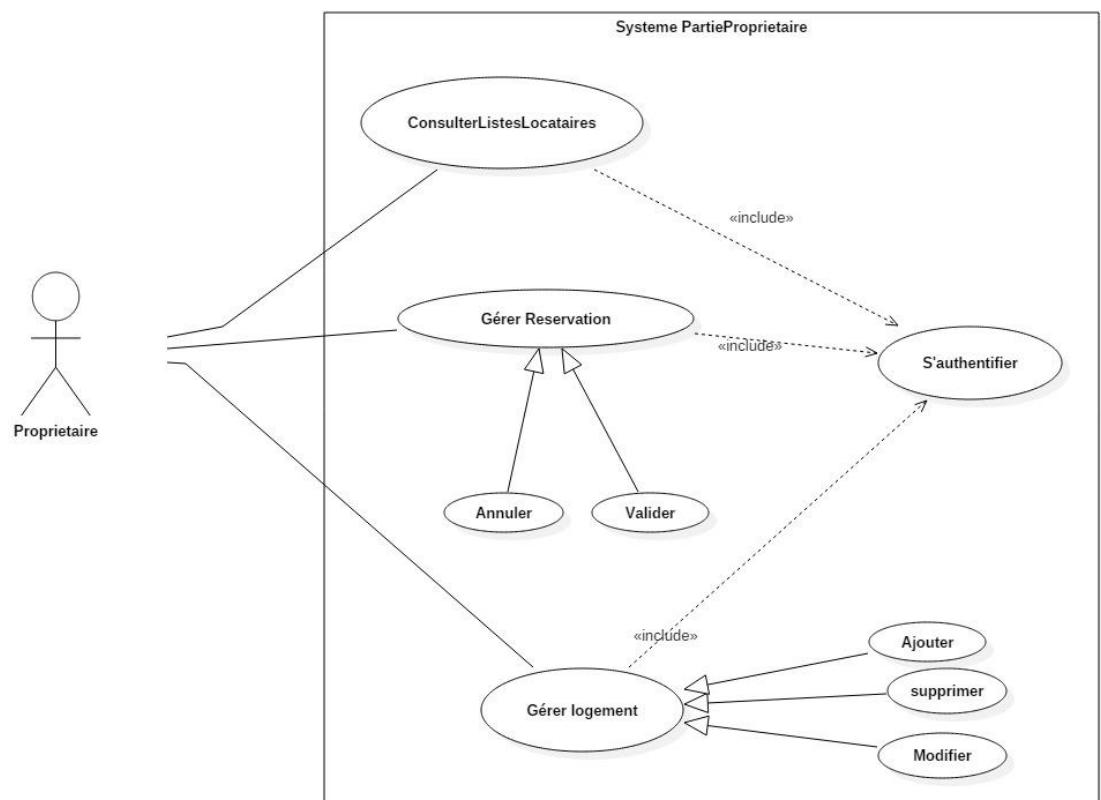 Systeme PartieProprietaire
ConsulterListesLocataires
«include»
Gérer Reservation
«include»
S'authentifier
Proprietaire
Annuler
Valider
«include»
Ajouter
supprimer
Gérer logement
Modifier